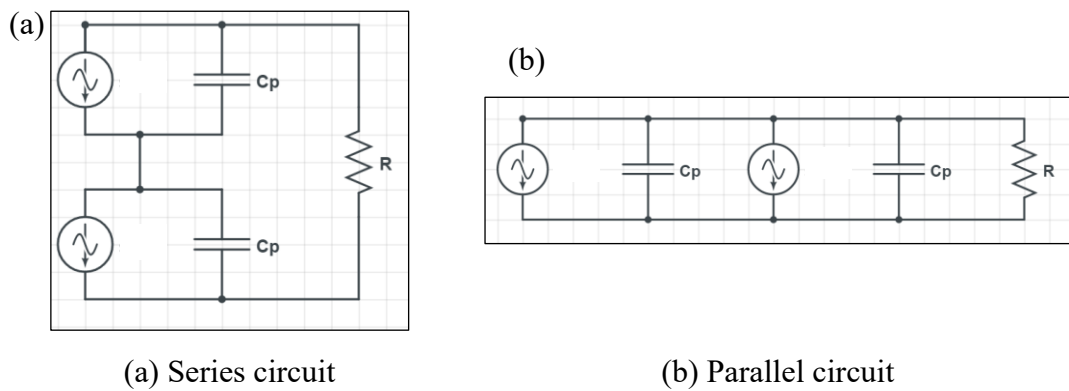 (a)
Cp
R
Cp
(b)
Cp
Cp
R
(a) Series circuit
(b) Parallel circuit